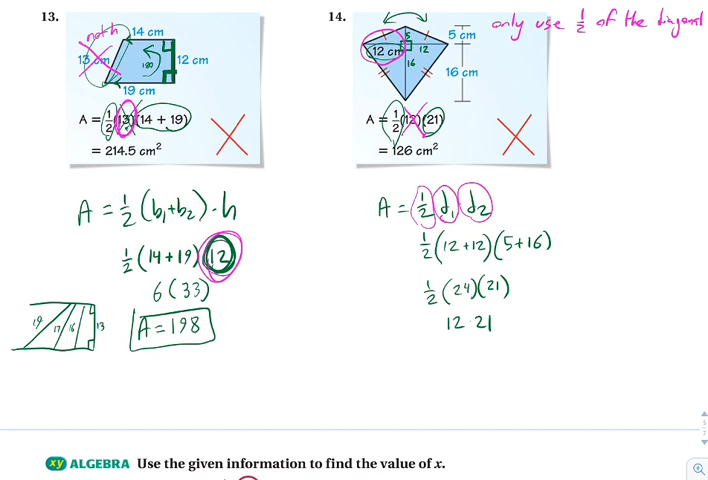 13.
not h
14 cm
13 cm
180
12 cm
19 cm
A = 1/2 (13)(14 + 19)
= 214.5 cm²
A = 1/2 (b₁+b₂) · h
1/2 (14+19)(12)
6(33)
A = 198
19 17 16 13
14.
only use 1/2 of the diagonal
5 cm
5
12 cm
12
16
16 cm
A = 1/2 (12)(21)
= 126 cm²
A = 1/2 d₁ d₂
1/2 (12+12)(5+16)
1/2 (24)(21)
12 · 21
xy ALGEBRA Use the given information to find the value of x.